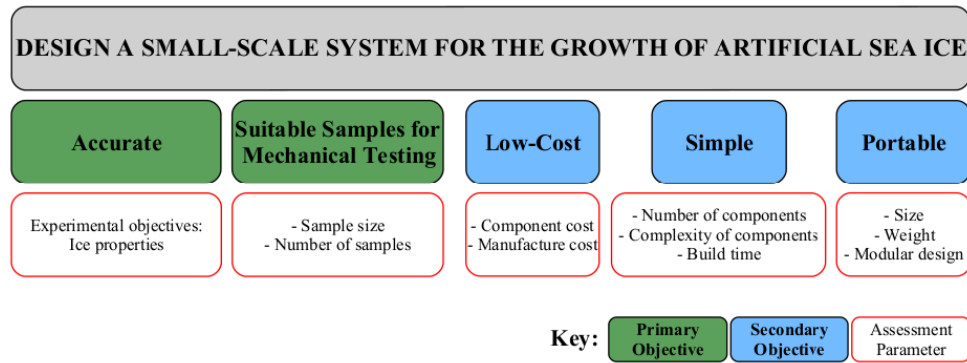 DESIGN A SMALL-SCALE SYSTEM FOR THE GROWTH OF ARTIFICIAL SEA ICE
Accurate
Suitable Samples for
Mechanical Testing
Low-Cost
Simple
Portable
Experimental objectives:
Ice properties
- Sample size
- Number of samples
- Component cost
- Manufacture cost
- Number of components
- Complexity of components
- Build time
- Size
- Weight
- Modular design
Key:
Primary
Objective
Secondary
Objective
Assessment
Parameter